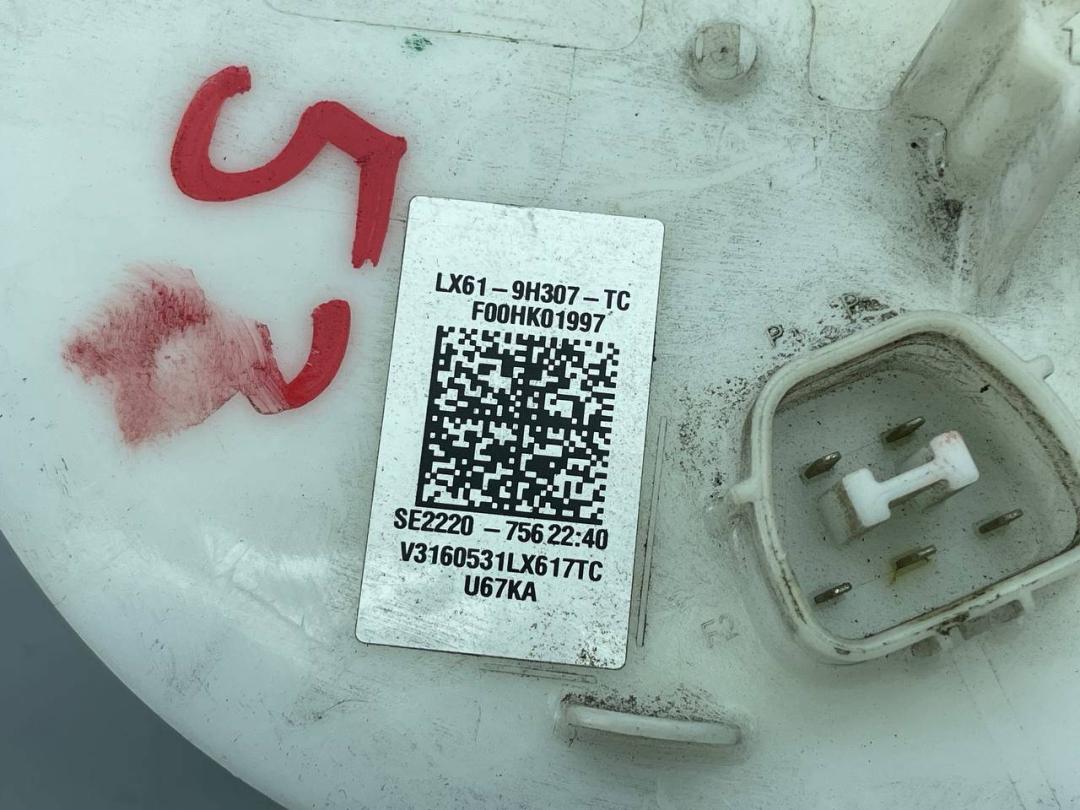 LX61-9H307-TC
F00HK01997
SE2220 -756 22:40
V3160531LX617TC
U67KA